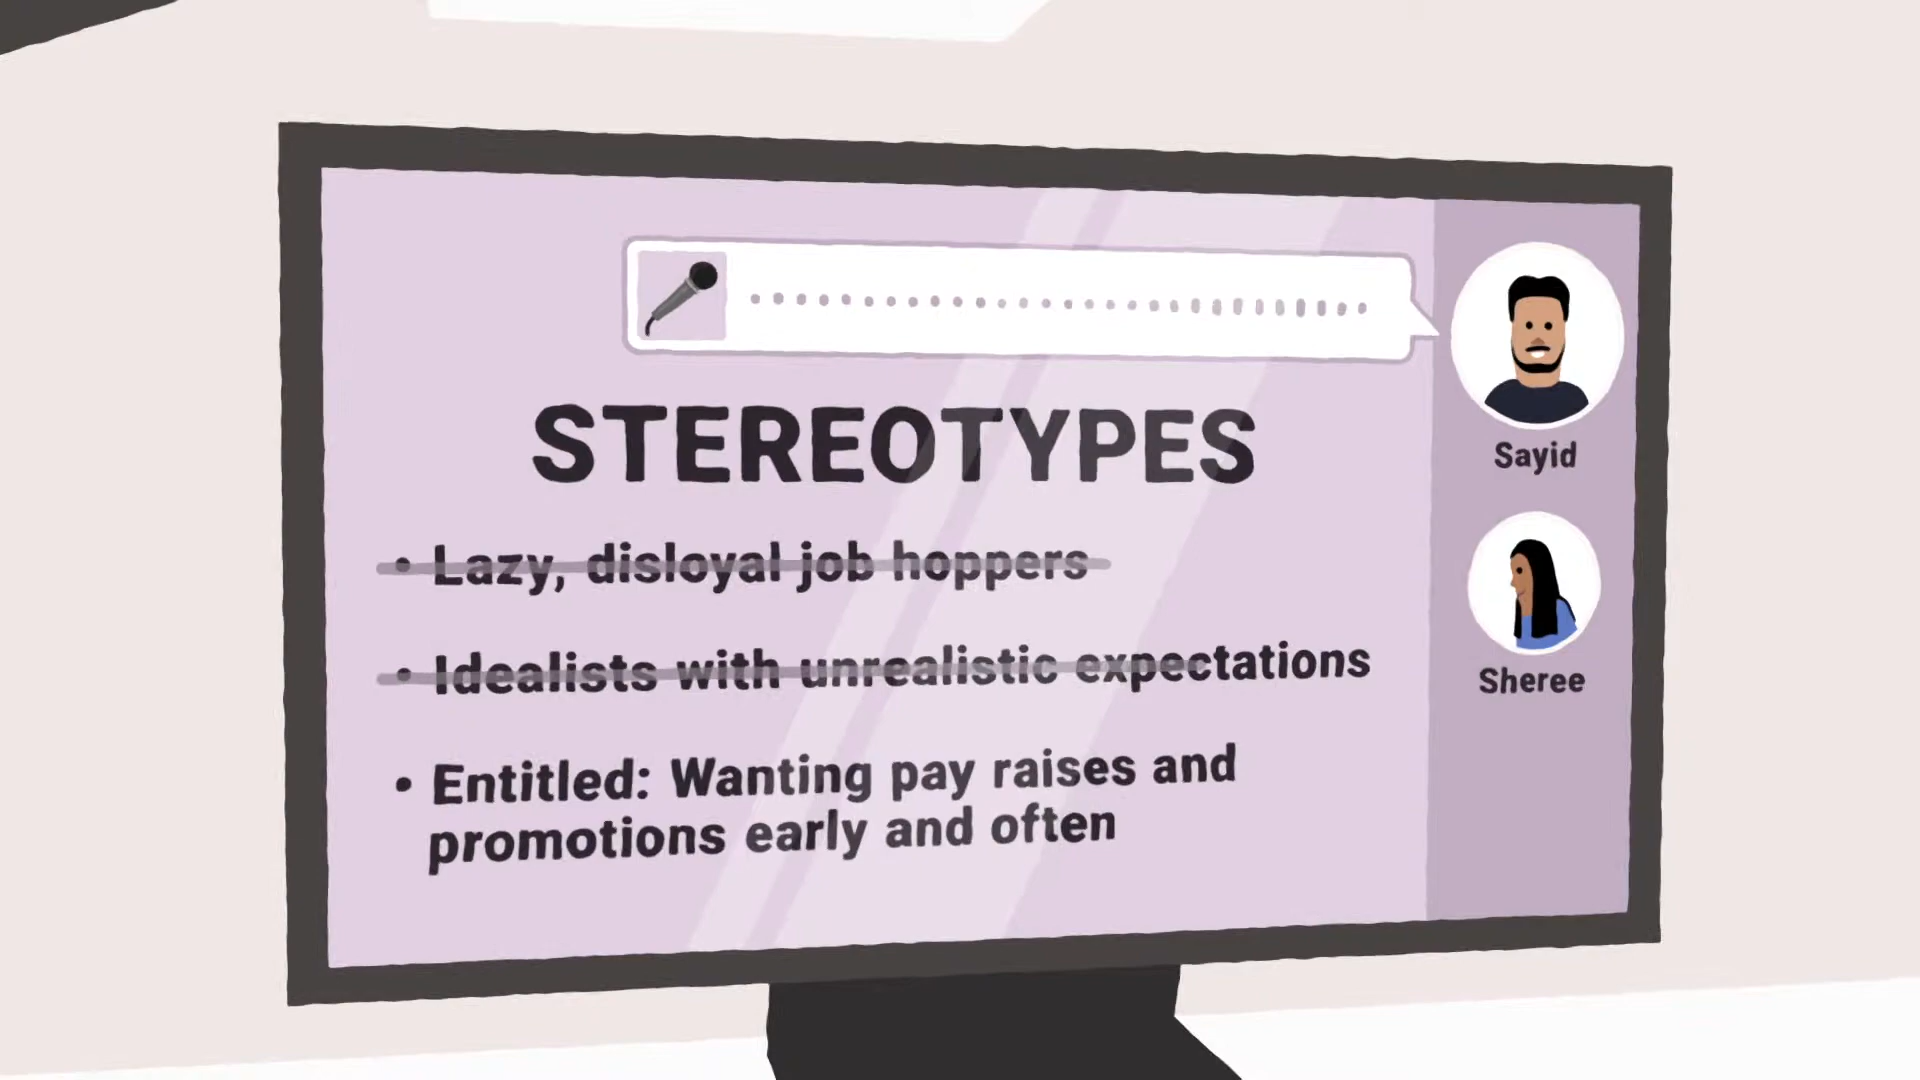 STEREOTYPES
• Lazy, disloyal job hoppers
• Idealists with unrealistic expectations
• Entitled: Wanting pay raises and
promotions early and often
Sayid
Sheree